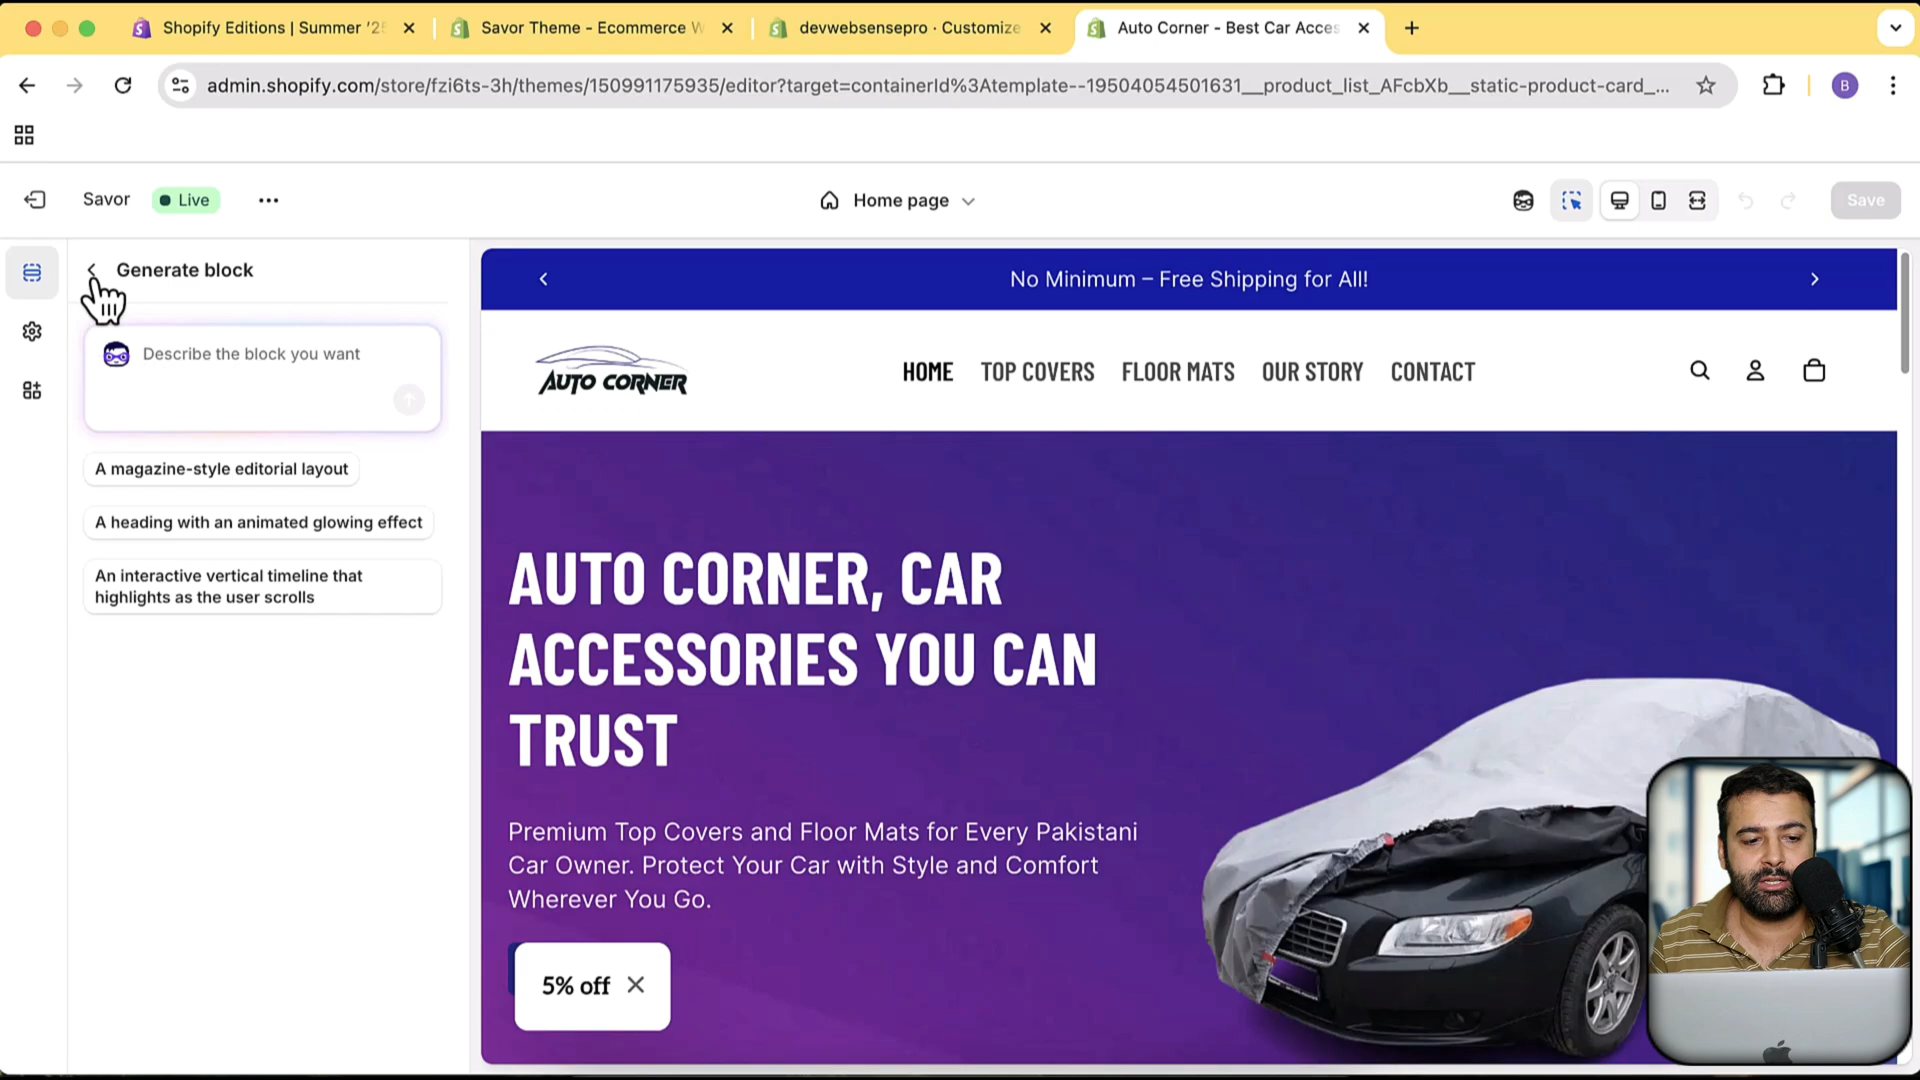 Shopify Editions | Summer '25
Savor Theme - Ecommerce W
devwebsensepro · Customize
Auto Corner - Best Car Acces
admin.shopify.com/store/fzi6ts-3h/themes/150991175935/editor?target=containerId%3Atemplate--19504054501631__product_list_AFcbXb__static-product-card_...
B
Savor
Live
Home page
Save
Generate block
Describe the block you want
A magazine-style editorial layout
A heading with an animated glowing effect
An interactive vertical timeline that
highlights as the user scrolls
No Minimum – Free Shipping for All!
AUTO CORNER
HOME TOP COVERS FLOOR MATS OUR STORY CONTACT
AUTO CORNER, CAR
ACCESSORIES YOU CAN
TRUST
Premium Top Covers and Floor Mats for Every Pakistani
Car Owner. Protect Your Car with Style and Comfort
Wherever You Go.
5% off